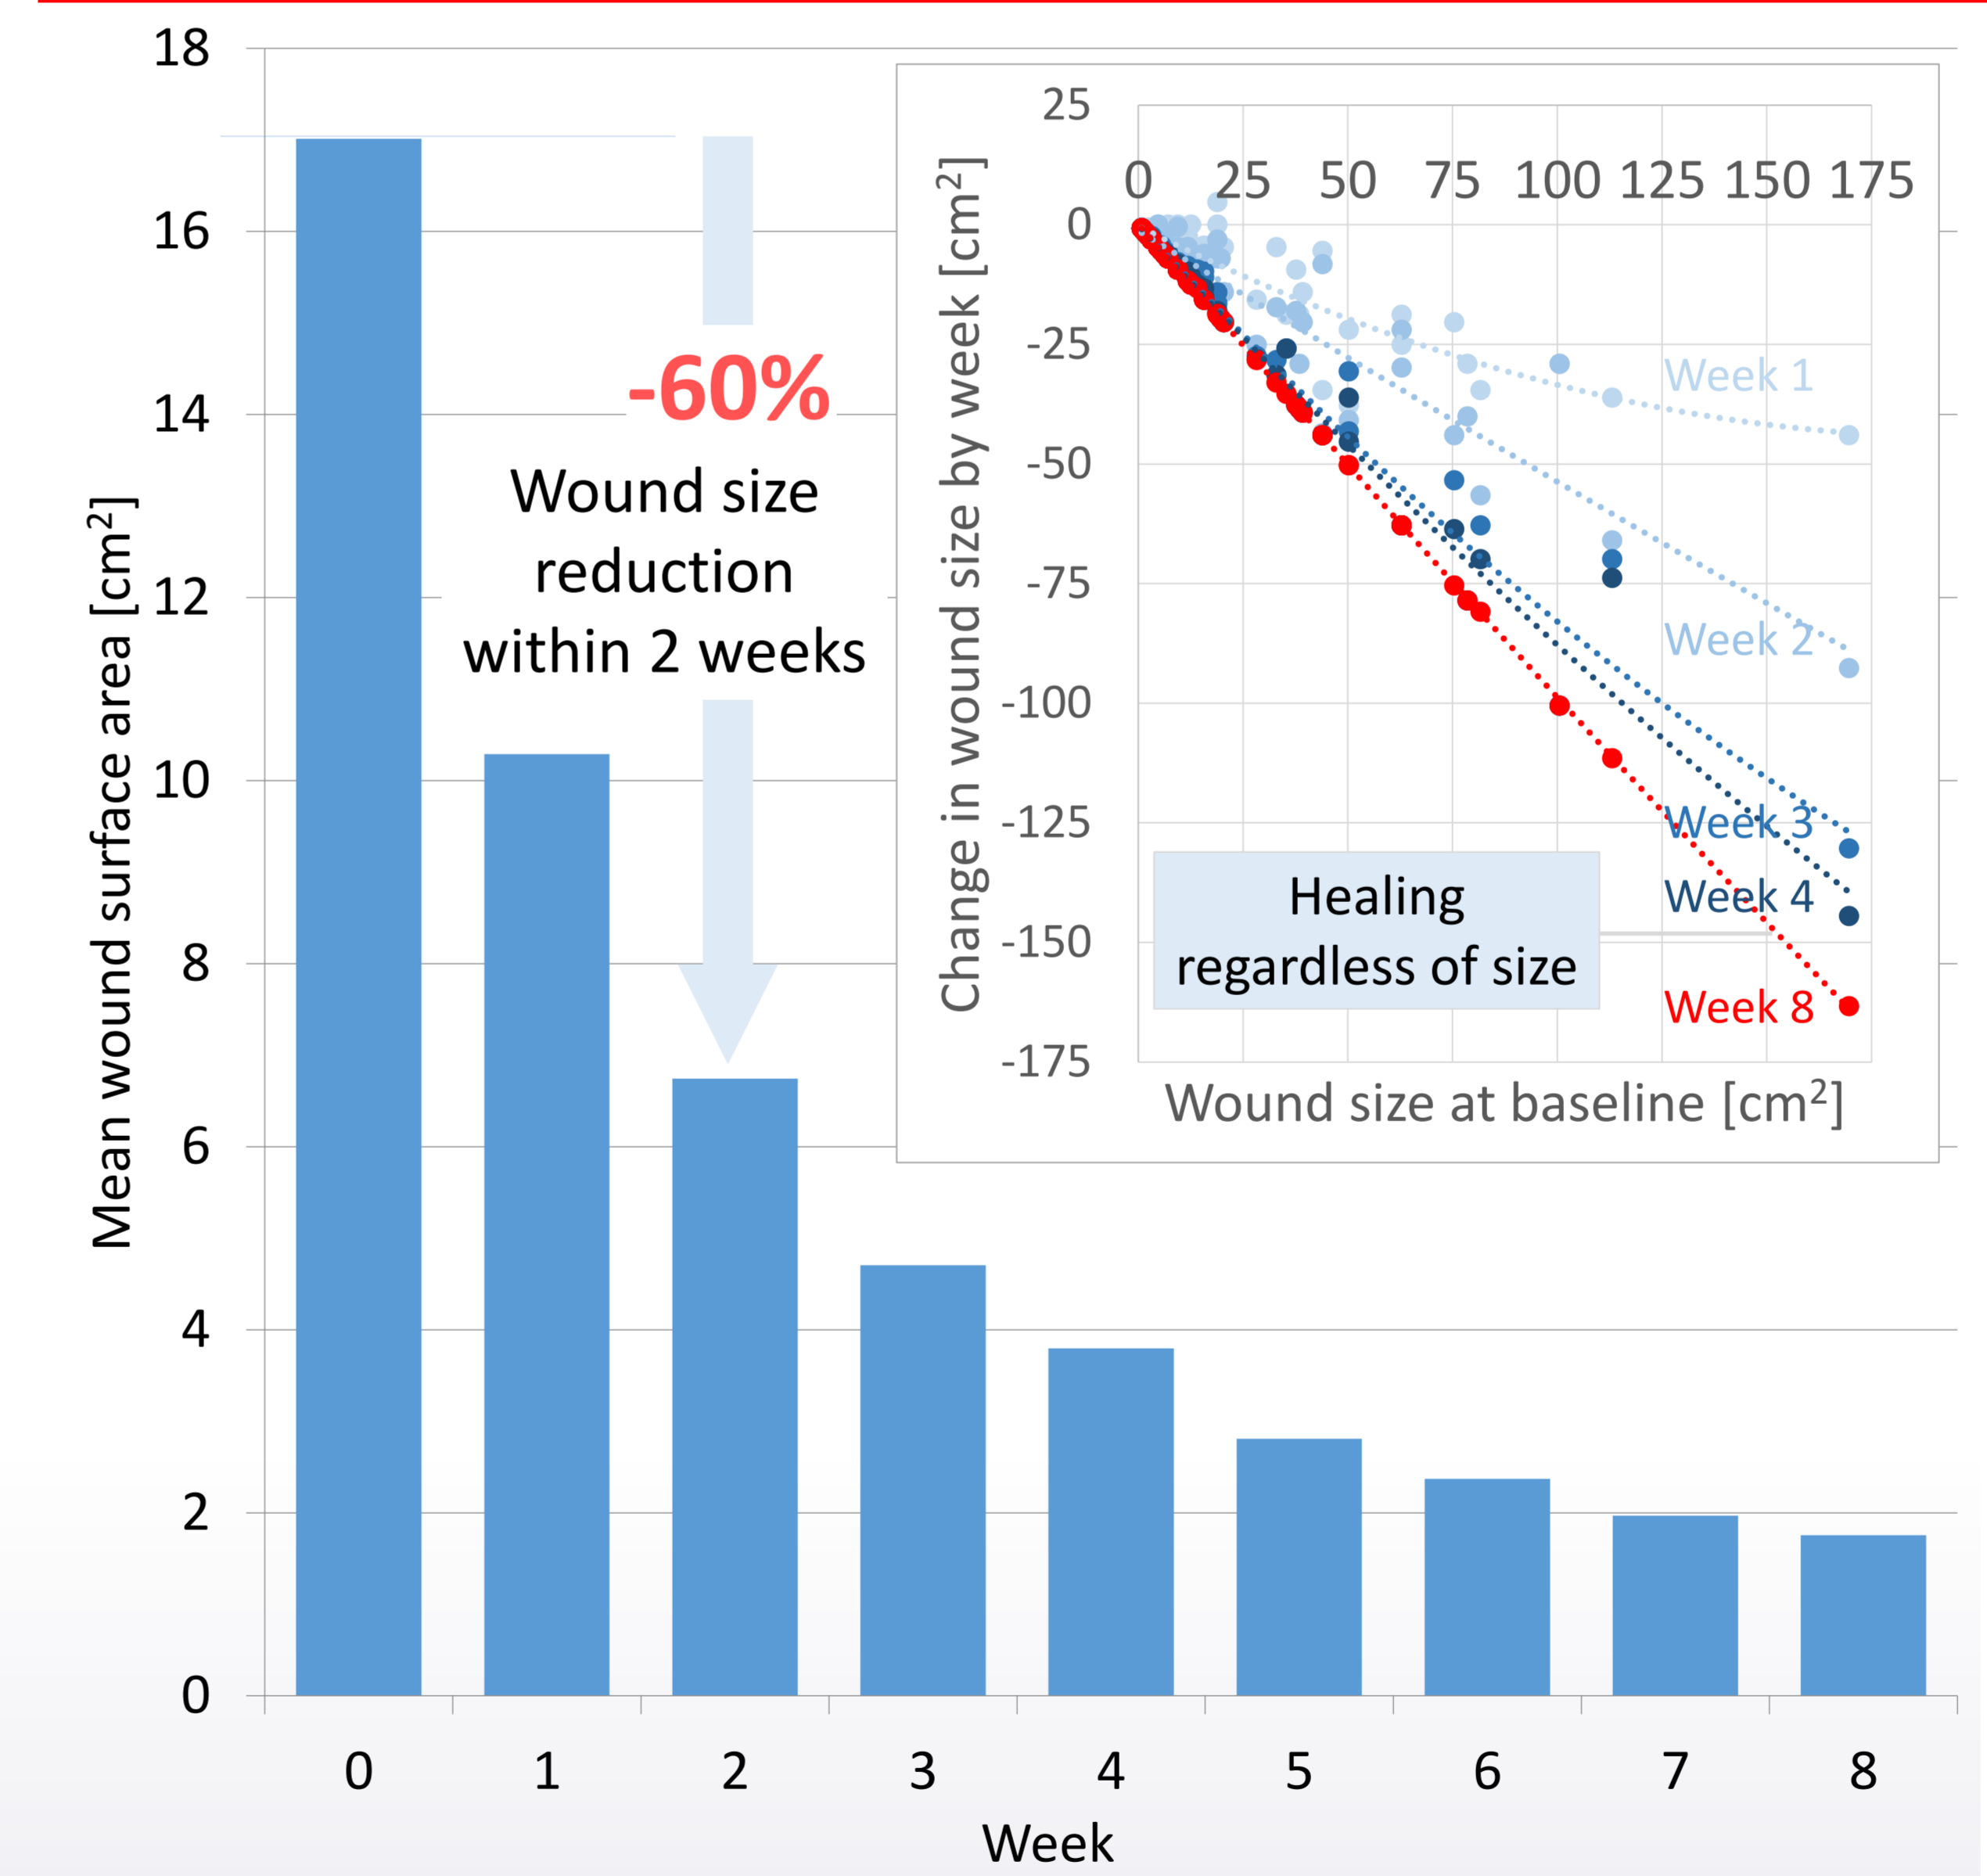 18
16
14
12
10
8
6
4
2
0
Mean wound surface area [cm²]
-60%
Wound size
reduction
within 2 weeks
0 1 2 3 4 5 6 7 8
Week
25
0
-25
-50
-75
-100
-125
-150
-175
Change in wound size by week [cm²]
0 25 50 75 100 125 150 175
Week 1
Week 2
Week 3
Week 4
Week 8
Healing
regardless of size
Wound size at baseline [cm²]